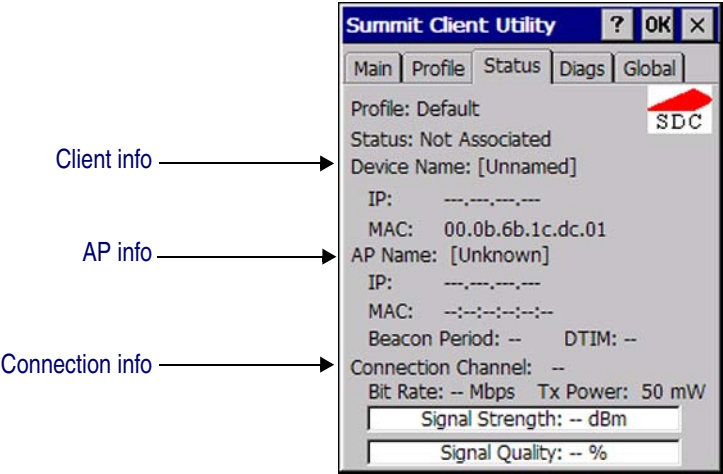 Summit Client Utility ? OK ×
Main Profile Status Diags Global
Profile: Default
SDC
Status: Not Associated
Client info
Device Name: [Unnamed]
IP: ---.---.---.---
MAC: 00.0b.6b.1c.dc.01
AP info
AP Name: [Unknown]
IP: ---.---.---.---
MAC: --:--:--:--:--:--
Beacon Period: -- DTIM: --
Connection info
Connection Channel: --
Bit Rate: -- Mbps Tx Power: 50 mW
Signal Strength: -- dBm
Signal Quality: -- %